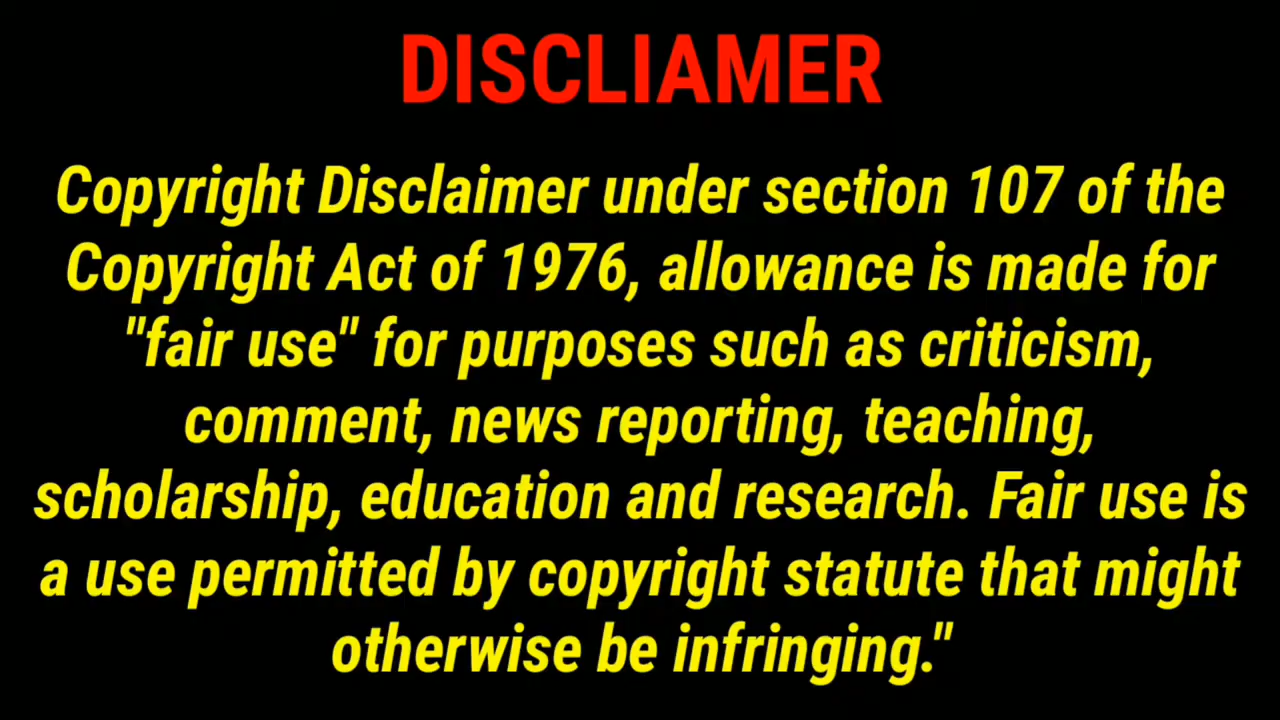 DISCLIAMER
Copyright Disclaimer under section 107 of the
Copyright Act of 1976, allowance is made for
"fair use" for purposes such as criticism,
comment, news reporting, teaching,
scholarship, education and research. Fair use is
a use permitted by copyright statute that might
otherwise be infringing."